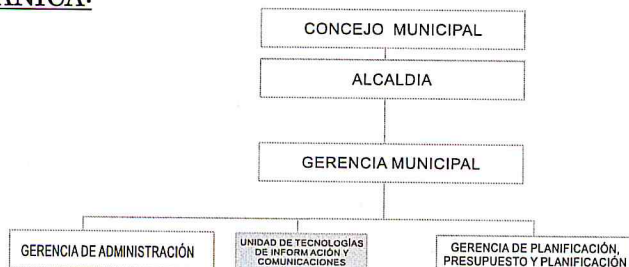 CONCEJO MUNICIPAL
ALCALDIA
GERENCIA MUNICIPAL
GERENCIA DE ADMINISTRACIÓN
UNIDAD DE TECNOLOGÍAS
DE INFORMACIÓN Y
COMUNICACIONES
GERENCIA DE PLANIFICACIÓN,
PRESUPUESTO Y PLANIFICACIÓN